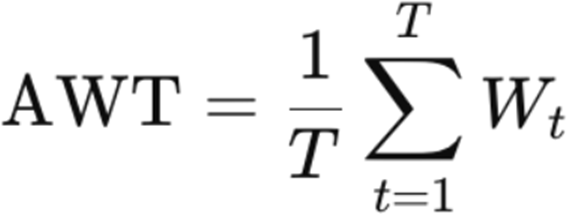 AWT = \frac{1}{T} \sum_{t=1}^{T} W_t